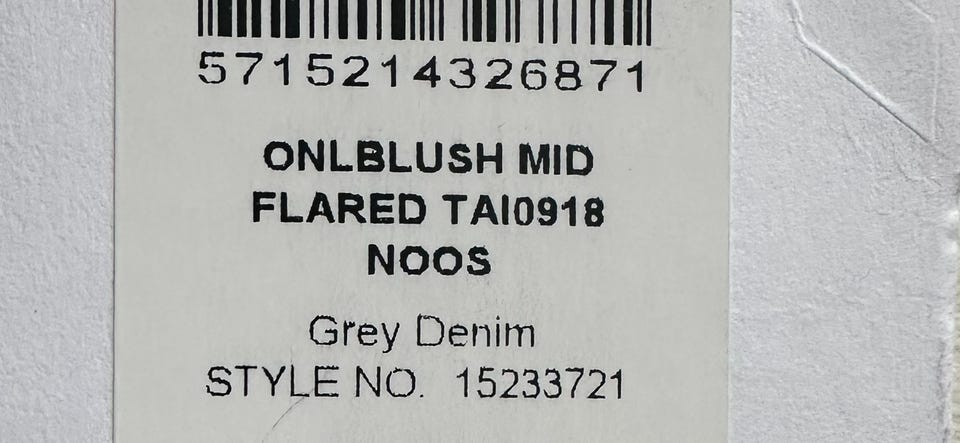 5715214326871
ONLBLUSH MID
FLARED TAI0918
NOOS
Grey Denim
STYLE NO. 15233721